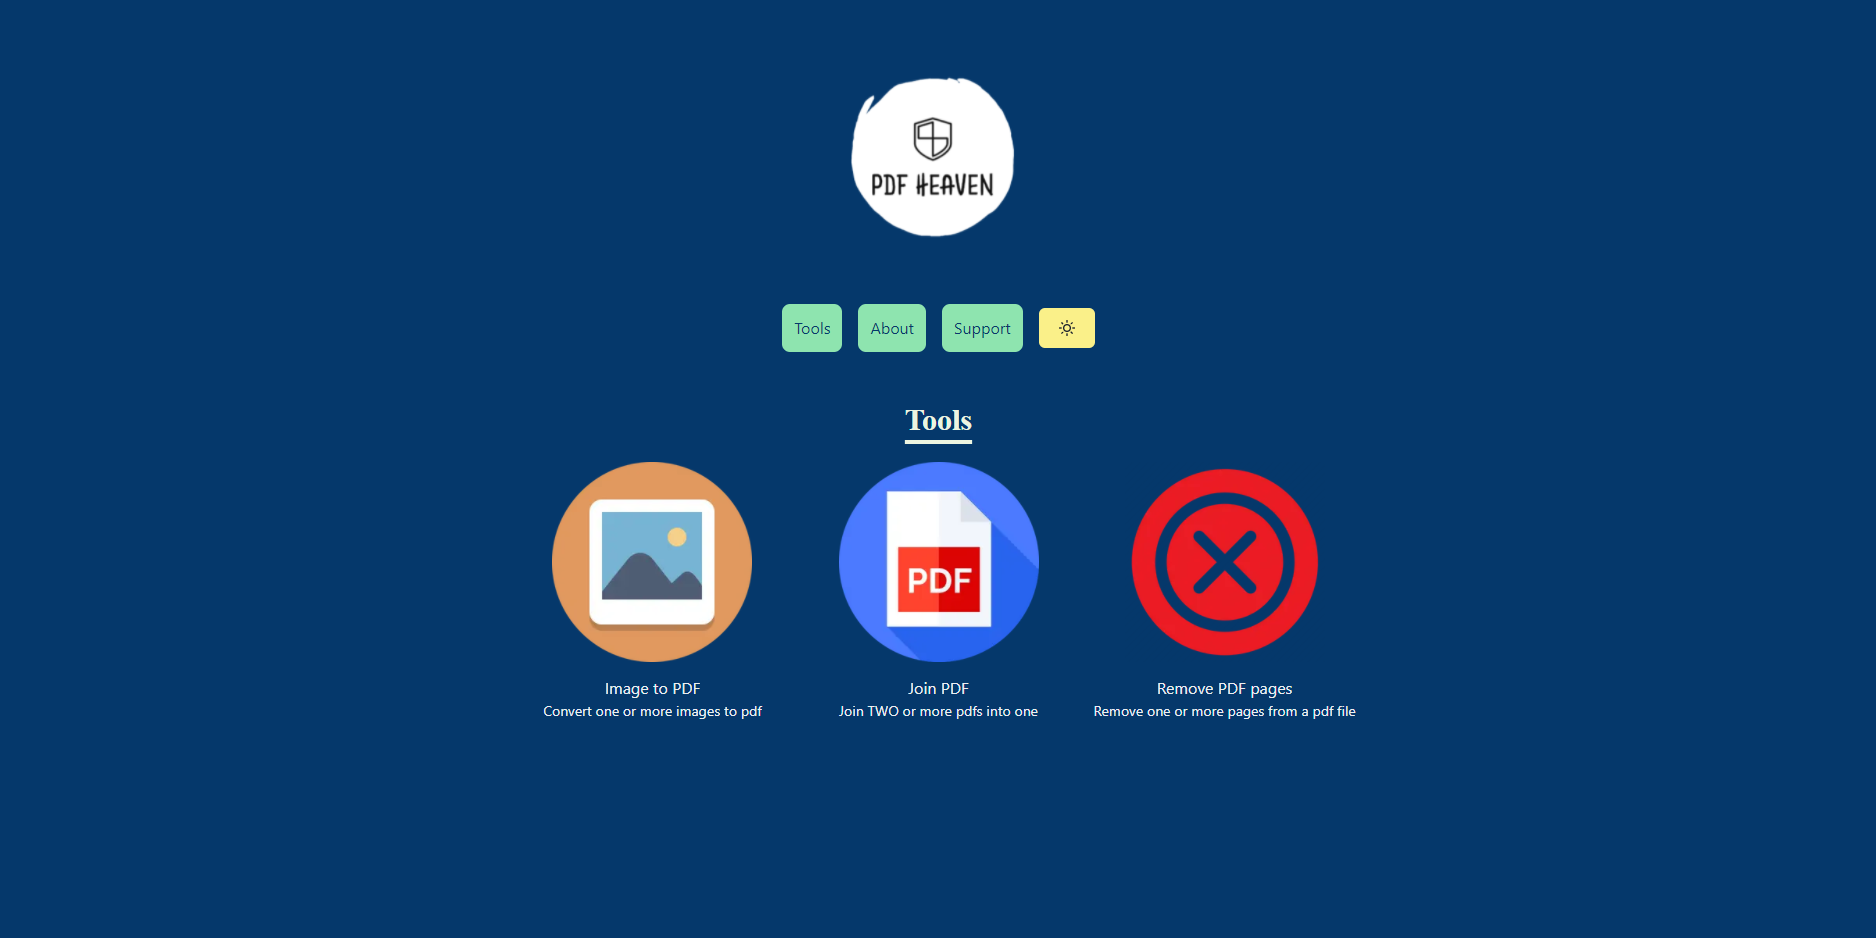 PDF HEAVEN
Tools
About
Support
Tools
PDF
Image to PDF
Convert one or more images to pdf
Join PDF
Join TWO or more pdfs into one
Remove PDF pages
Remove one or more pages from a pdf file